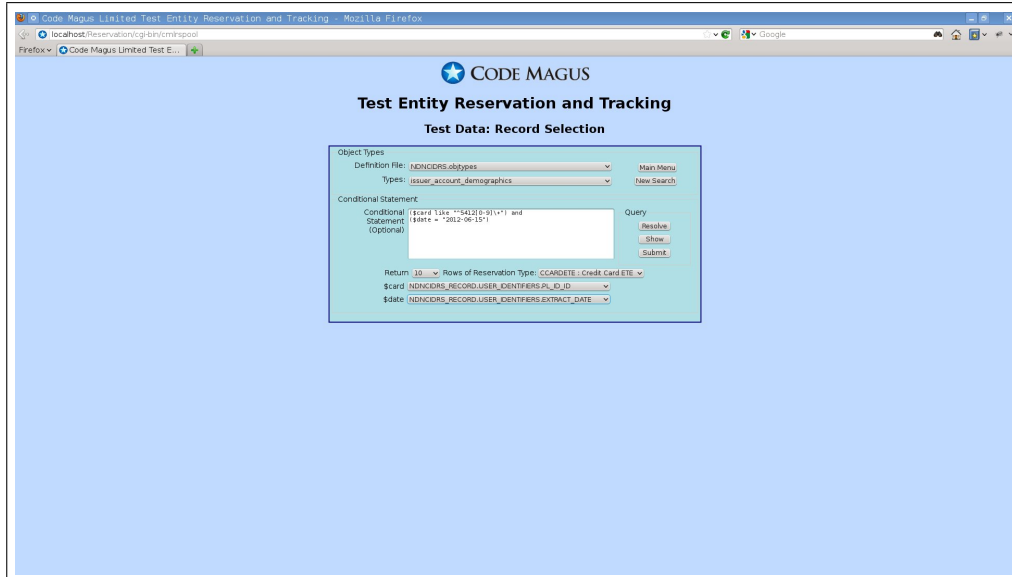 Code Magus Limited Test Entity Reservation and Tracking - Mozilla Firefox
localhost/Reservation/cgi-bin/cmlrspool
Google
Firefox
Code Magus Limited Test E...
CODE MAGUS
Test Entity Reservation and Tracking
Test Data: Record Selection
Object Types
Definition File: NDNCIDRS.objtypes Main Menu
Types: issuer_account_demographics New Search
Conditional Statement
Conditional Statement (Optional)
($card like "^5412[0-9]\+") and
($date = "2012-06-15")
Query
Resolve
Show
Submit
Return 10 Rows of Reservation Type: CCARDETE : Credit Card ETE
$card NDNCIDRS_RECORD.USER_IDENTIFIERS.PL_ID_ID
$date NDNCIDRS_RECORD.USER_IDENTIFIERS.EXTRACT_DATE